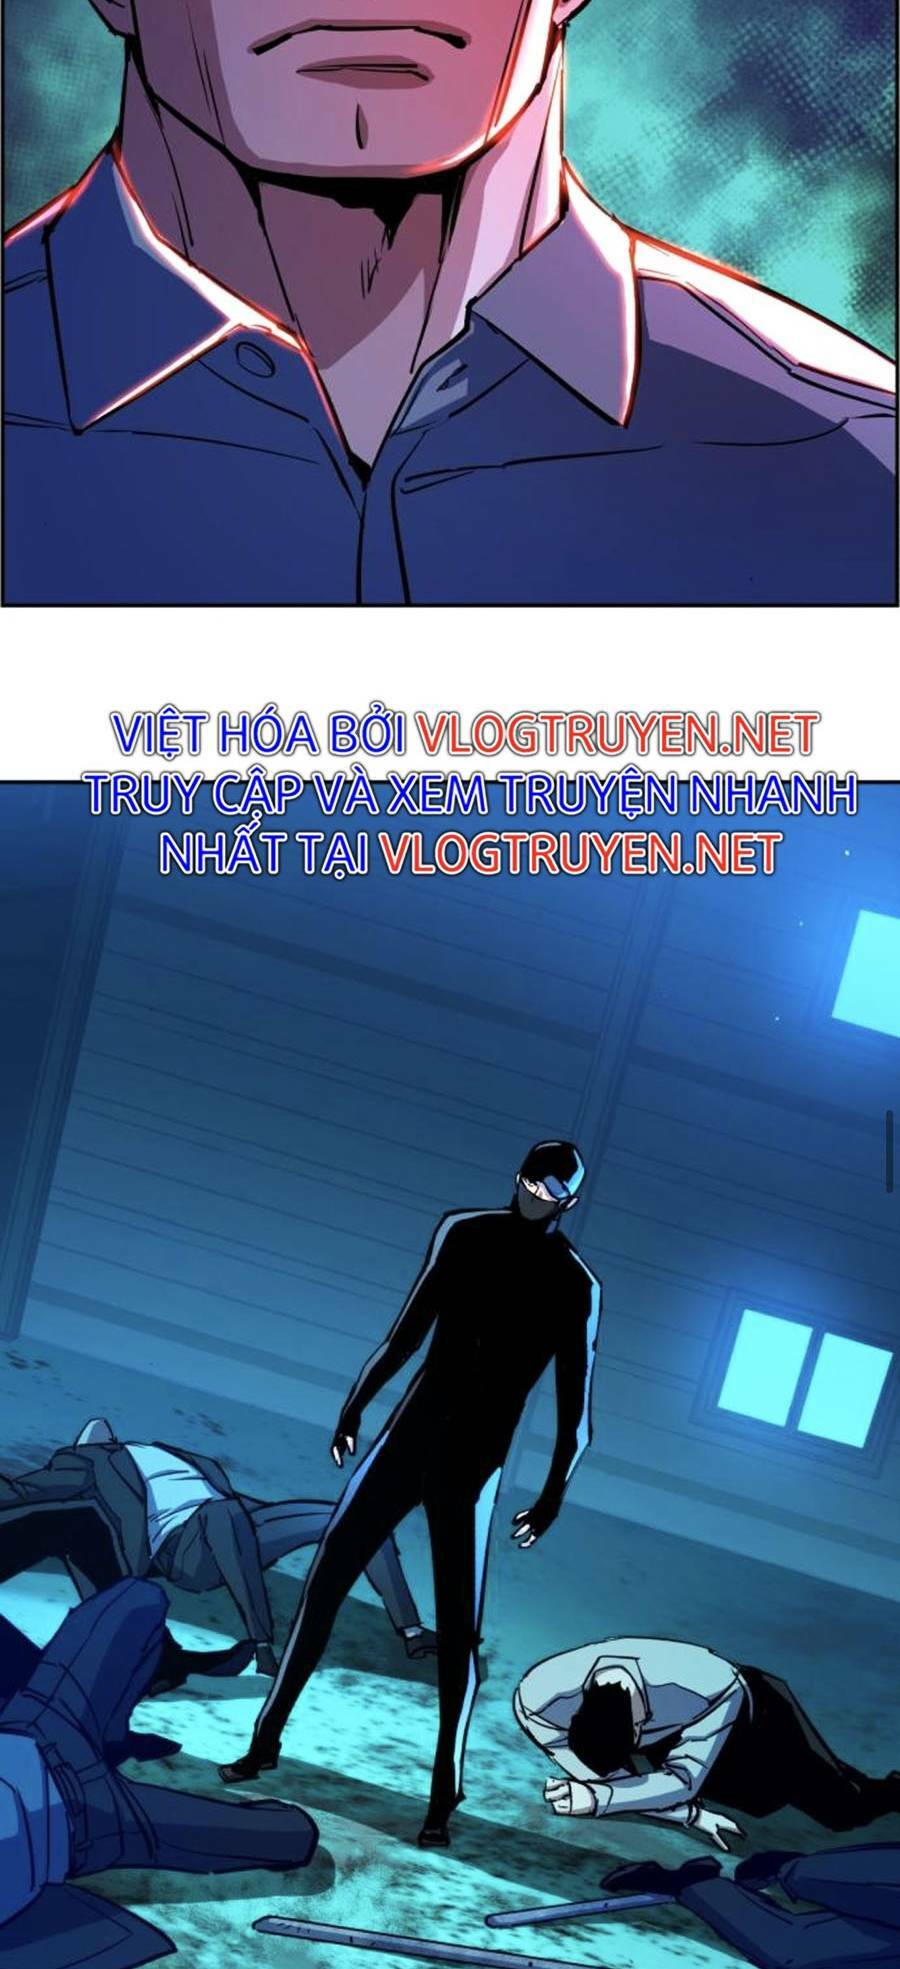 VIỆT HÓA BỞI VLOGTRUYEN.NET
TRUY CẬP VÀ XEM TRUYỆN NHANH
NHẤT TẠI VLOGTRUYEN.NET